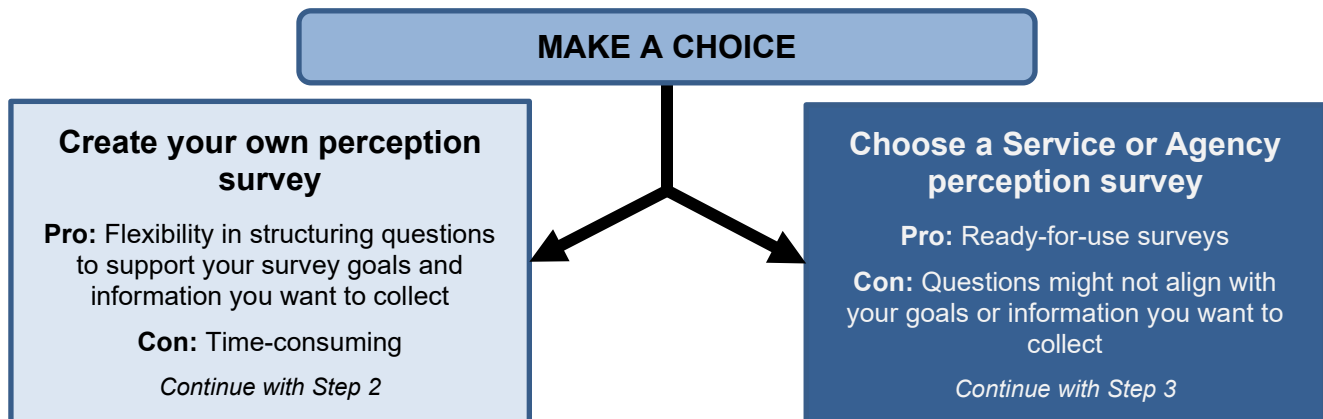 MAKE A CHOICE
Create your own perception
survey
Pro: Flexibility in structuring questions
to support your survey goals and
information you want to collect
Con: Time-consuming
Continue with Step 2
Choose a Service or Agency
perception survey
Pro: Ready-for-use surveys
Con: Questions might not align with
your goals or information you want to
collect
Continue with Step 3